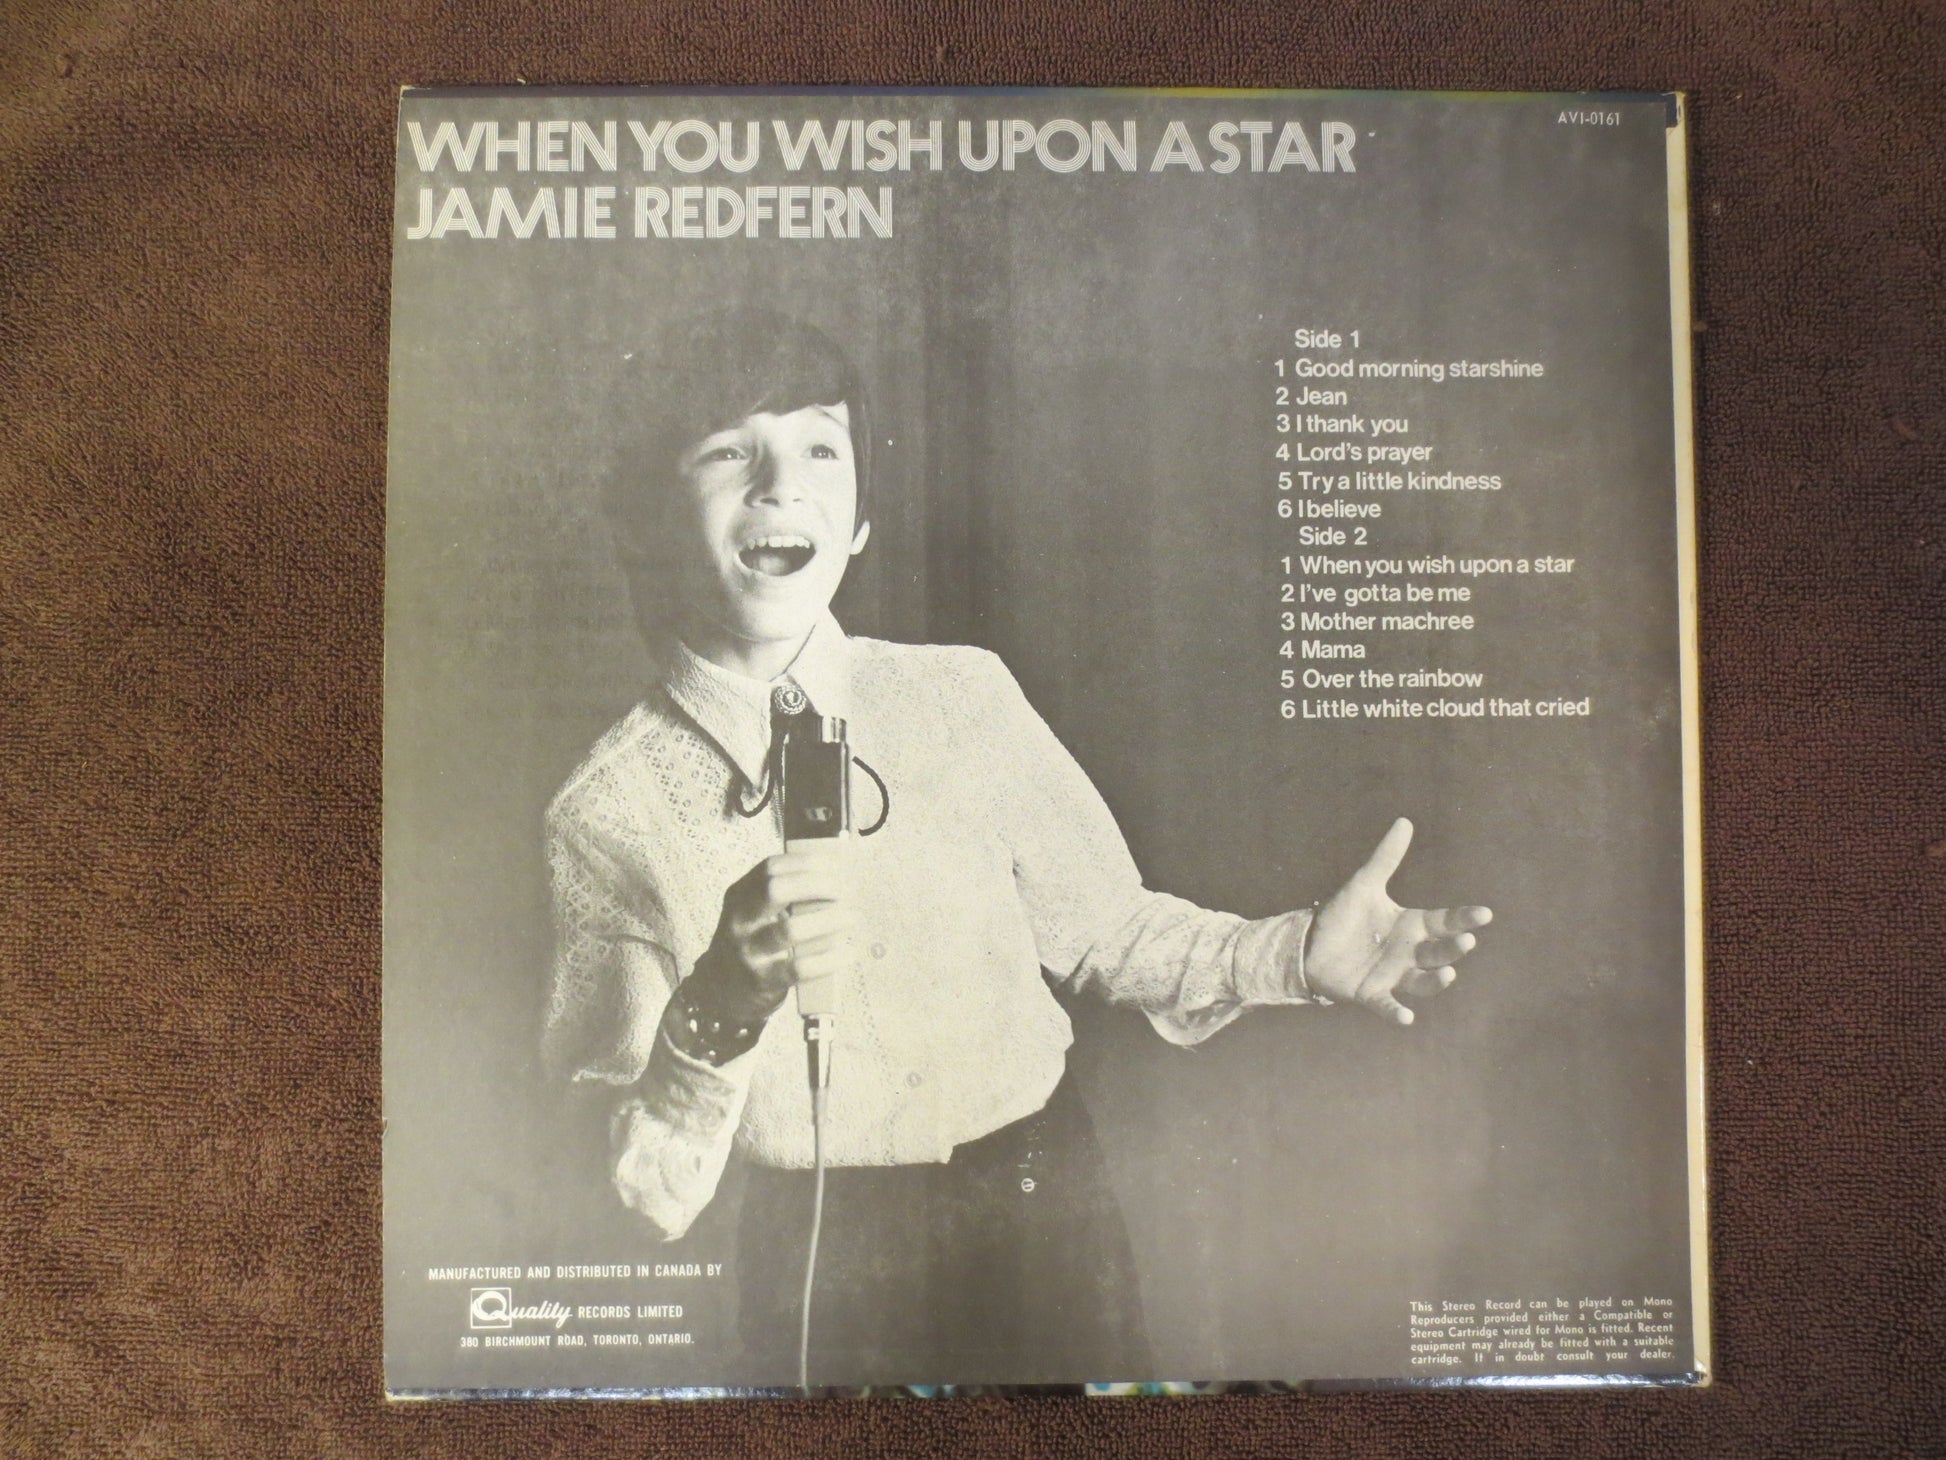 WHEN YOU WISH UPON A STAR
JAMIE REDFERN
AVI-0161
Side 1
1 Good morning starshine
2 Jean
3 I thank you
4 Lord's prayer
5 Try a little kindness
6 I believe
Side 2
1 When you wish upon a star
2 I've gotta be me
3 Mother machree
4 Mama
5 Over the rainbow
6 Little white cloud that cried
MANUFACTURED AND DISTRIBUTED IN CANADA BY
Quality RECORDS LIMITED
380 BIRCHMOUNT ROAD, TORONTO, ONTARIO.
This Stereo Record can be played on Mono
Reproducers provided either a Compatible or
Stereo Cartridge wired for Mono is fitted. Recent
equipment may already be fitted with a suitable
cartridge. If in doubt consult your dealer.